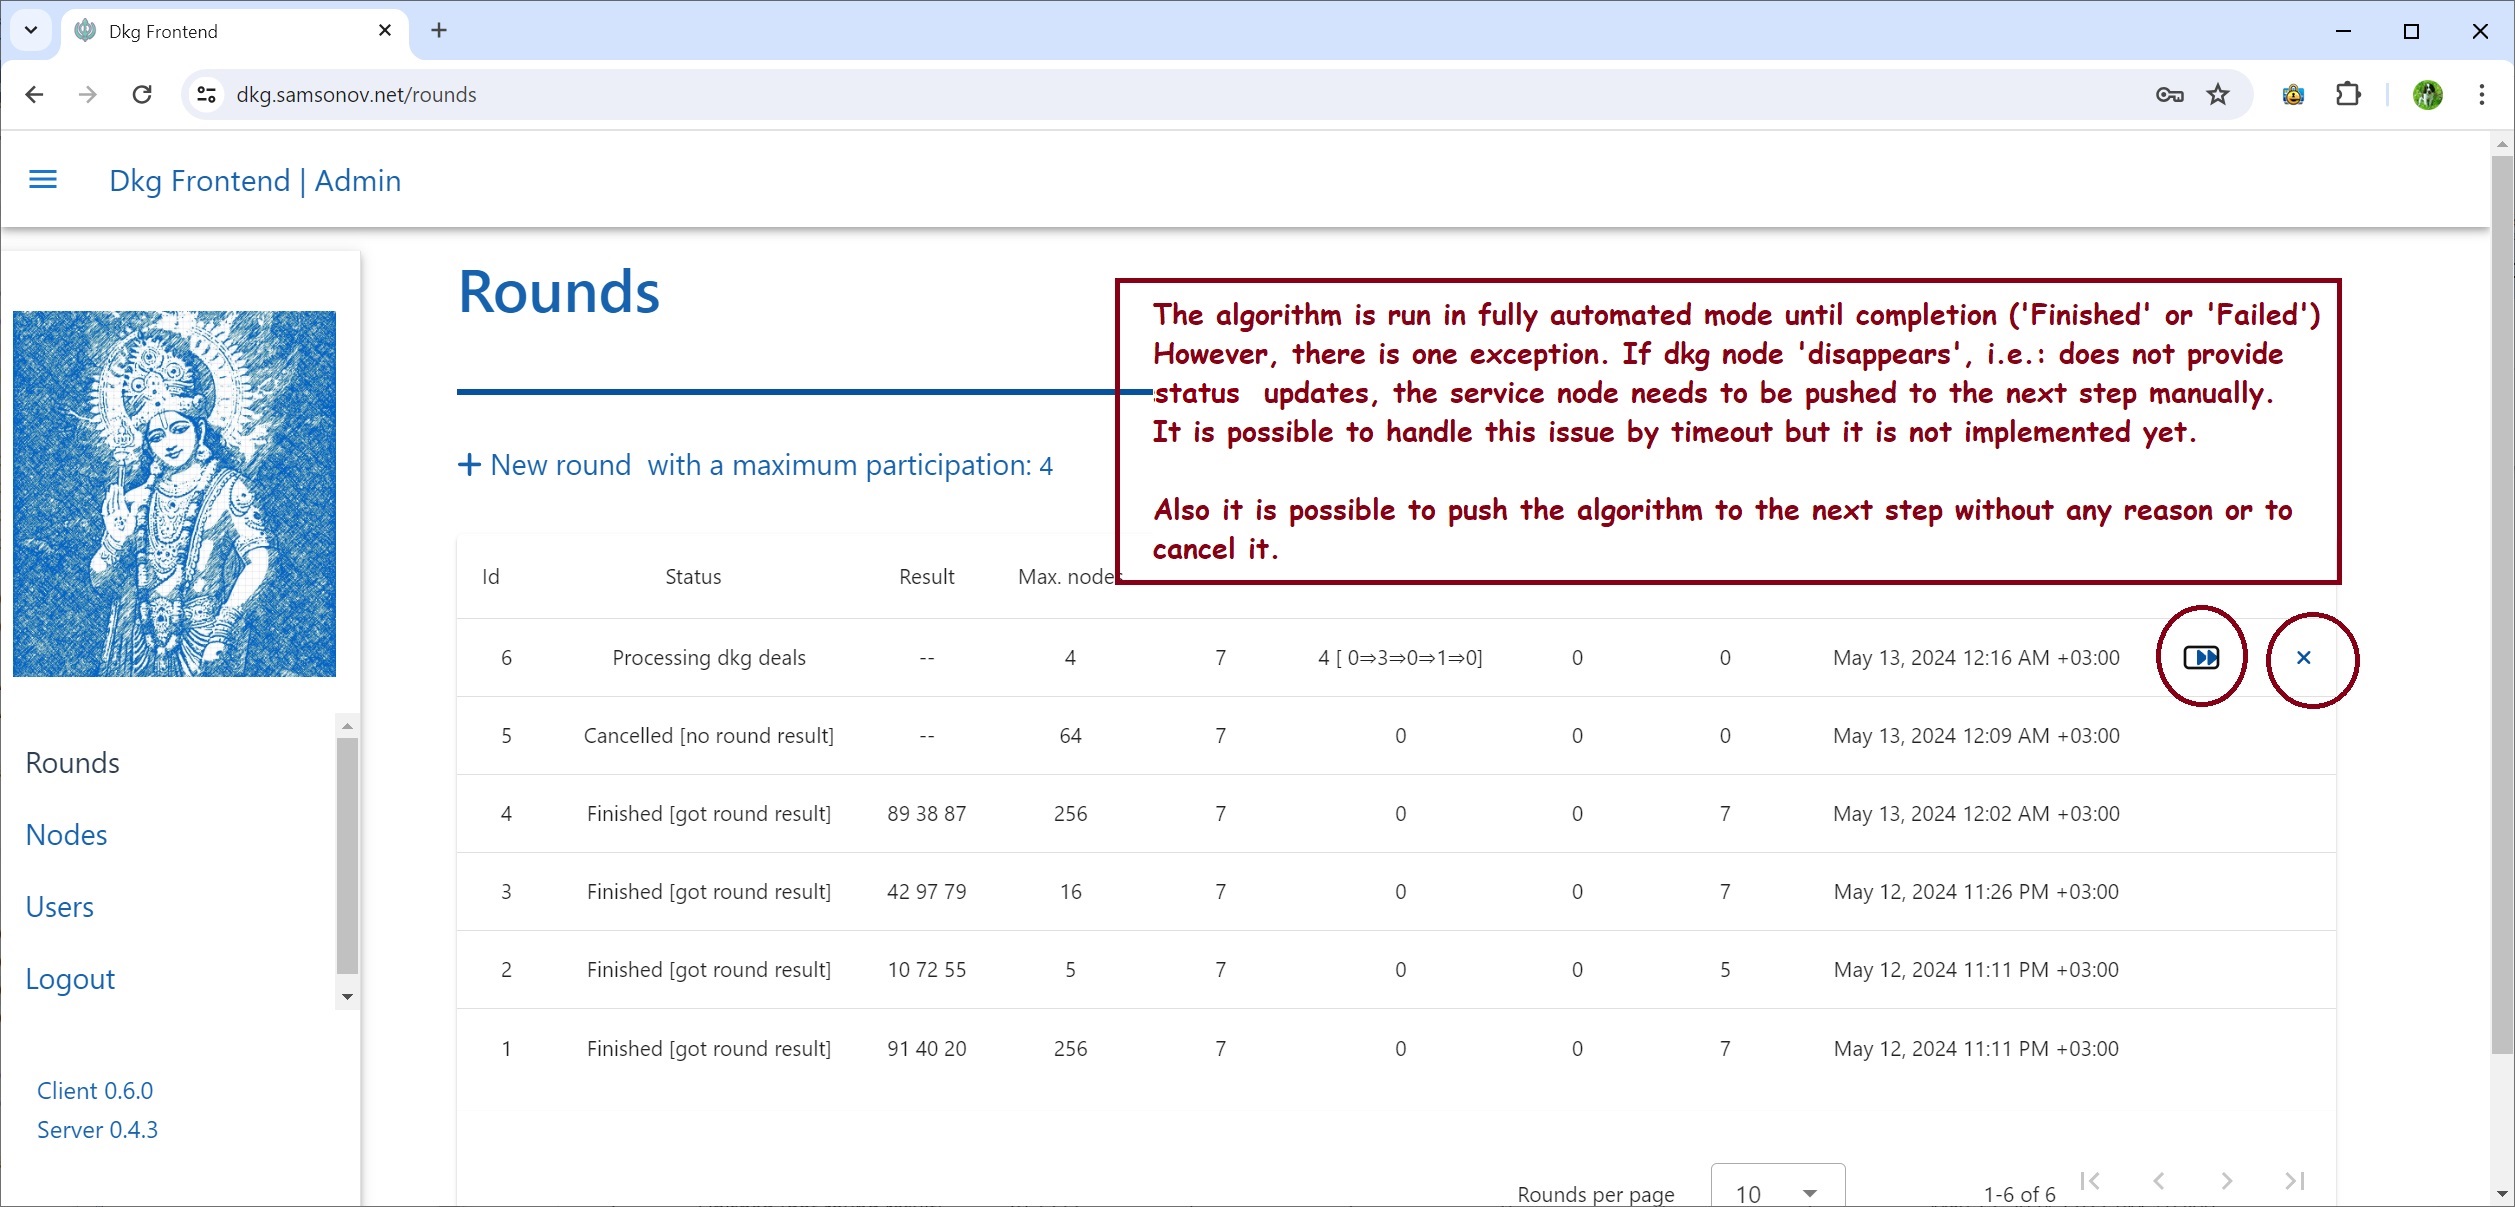 Dkg Frontend
dkg.samsonov.net/rounds
Dkg Frontend | Admin
Rounds
The algorithm is run in fully automated mode until completion ('Finished' or 'Failed')
However, there is one exception. If dkg node 'disappears', i.e.: does not provide
status updates, the service node needs to be pushed to the next step manually.
It is possible to handle this issue by timeout but it is not implemented yet.
Also it is possible to push the algorithm to the next step without any reason or to
cancel it.
New round with a maximum participation: 4
Id Status Result Max. nodes
6 Processing dkg deals -- 4 7 4 [ 0⇒3⇒0⇒1⇒0] 0 0 May 13, 2024 12:16 AM +03:00
5 Cancelled [no round result] -- 64 7 0 0 0 May 13, 2024 12:09 AM +03:00
4 Finished [got round result] 89 38 87 256 7 0 0 7 May 13, 2024 12:02 AM +03:00
3 Finished [got round result] 42 97 79 16 7 0 0 7 May 12, 2024 11:26 PM +03:00
2 Finished [got round result] 10 72 55 5 7 0 0 5 May 12, 2024 11:11 PM +03:00
1 Finished [got round result] 91 40 20 256 7 0 0 7 May 12, 2024 11:11 PM +03:00
Rounds per page 10 1-6 of 6
Rounds
Nodes
Users
Logout
Client 0.6.0
Server 0.4.3